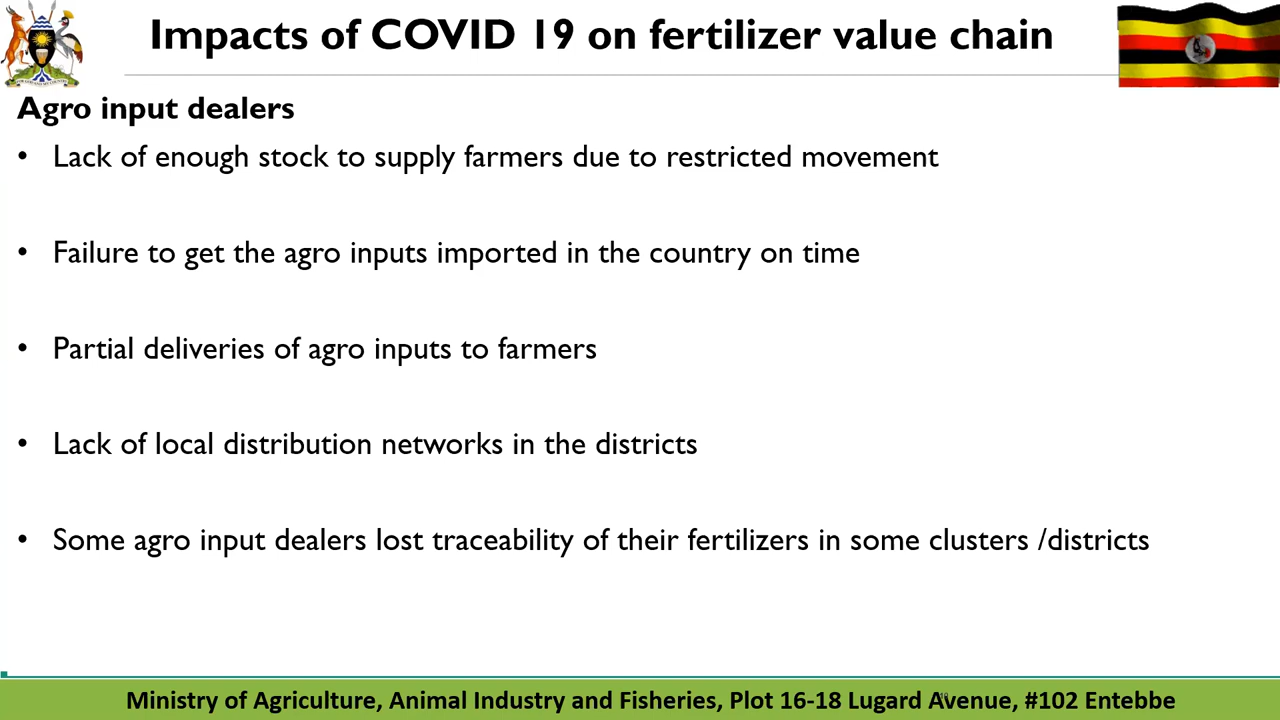 Impacts of COVID 19 on fertilizer value chain
Agro input dealers
• Lack of enough stock to supply farmers due to restricted movement
• Failure to get the agro inputs imported in the country on time
• Partial deliveries of agro inputs to farmers
• Lack of local distribution networks in the districts
• Some agro input dealers lost traceability of their fertilizers in some clusters /districts
Ministry of Agriculture, Animal Industry and Fisheries, Plot 16-18 Lugard Avenue, #102 Entebbe